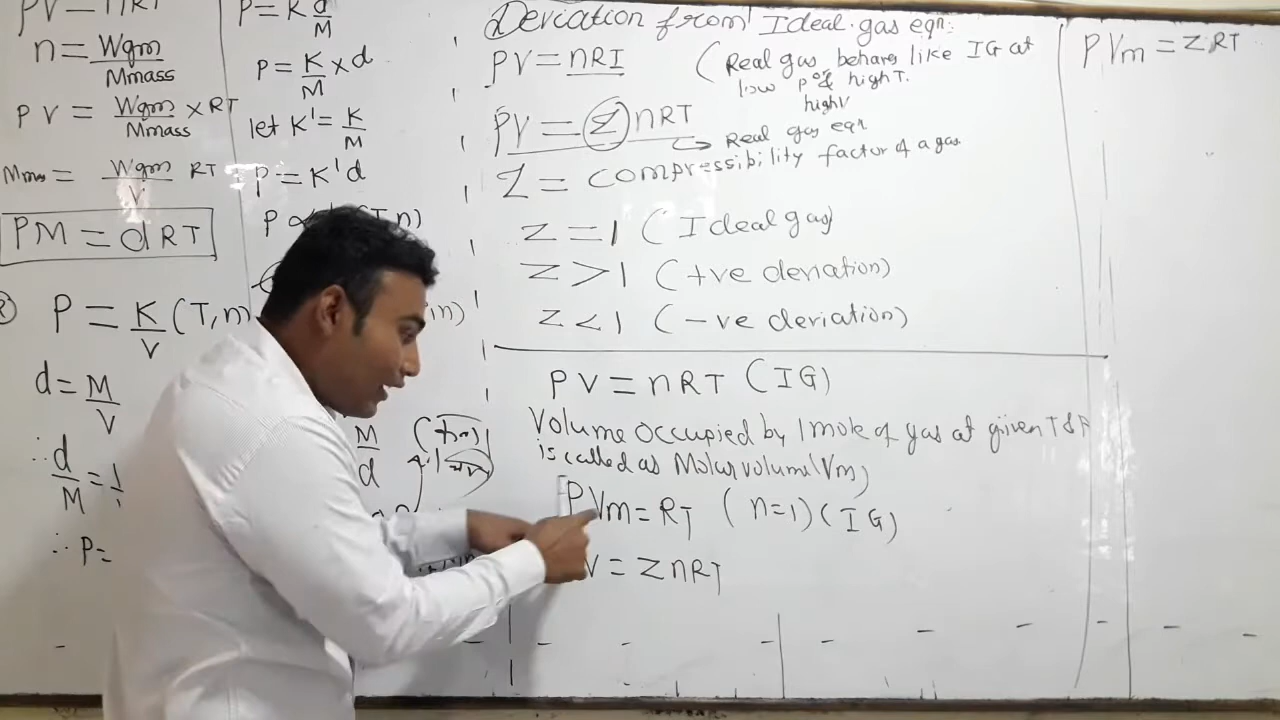 PV = nRT
n = Wgm
Mmass
PV = Wgm × RT
Mmass
Mmm = Wgm RT
V
PM = dRT
P = K (T, n)
V
d = M
V
∴ d
M
∴ P =
P = K d
M
P = K × d
M
let K' = K
M
P = K'd
P ∝
M
d
Deviation from Ideal gas eqn:
PV = nRT
(Real gas behaves like IG at
low P or & high T.
high V
PV = Z nRT
→ Real gas eqn
Z = compressibility factor of a gas
Z = 1 (Ideal gas)
Z > 1 (+ve deviation)
Z < 1 (-ve deviation)
PV = nRT (IG)
Volume occupied by 1 mole of gas at given T & P
is called as Molar volume (Vm)
PVm = RT (n=1) (IG)
V = ZnRT
PVm = ZRT